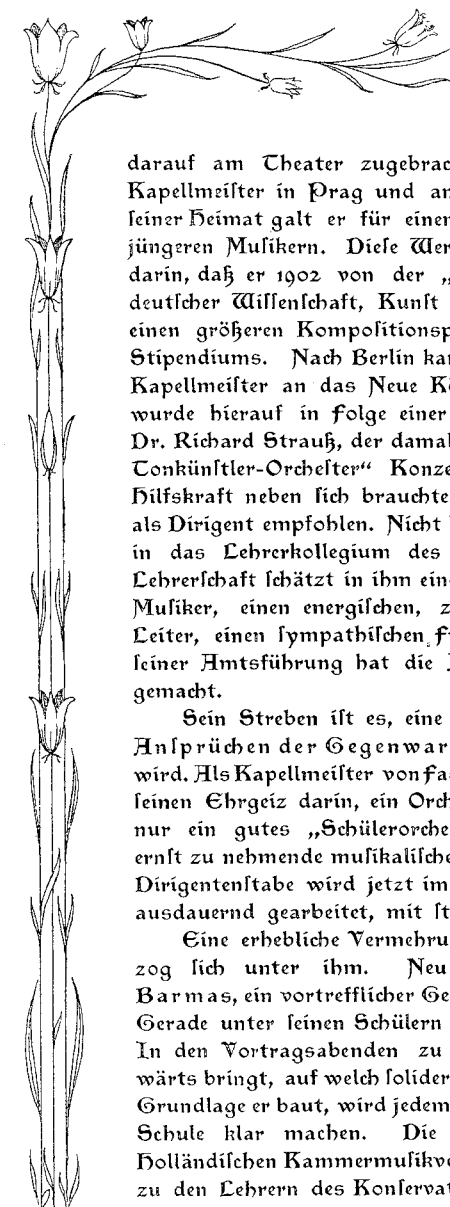 darauf am Theater zugebrac
Kapellmeiſter in Prag und ar
ſeiner Heimat galt er für einer
jüngeren Muſikern. Dieſe Wer
darin, daß er 1902 von der „
deutſcher Wiſſenſchaft, Kunſt
einen größeren Kompoſitionsp
Stipendiums. Nach Berlin kar
Kapellmeiſter an das Neue Kö
wurde hierauf in Folge einer
Dr. Richard Strauß, der damal
Tonkünſtler-Orcheſter“ Konze
Hilfskraft neben ſich brauchte
als Dirigent empfohlen. Nicht
in das Lehrerkollegium des
Lehrerſchaft ſchätzt in ihm ein
Muſiker, einen energiſchen, z
Leiter, einen ſympathiſchen F
ſeiner Amtsführung hat die
gemacht.
Sein Streben iſt es, eine
Anſprüchen der Gegenwar
wird. Als Kapellmeiſter von Fa
ſeinen Ehrgeiz darin, ein Orch
nur ein gutes „Schülerorche
ernſt zu nehmende muſikaliſche
Dirigentenſtabe wird jetzt im
ausdauernd gearbeitet, mit ſt
Eine erhebliche Vermehru
zog ſich unter ihm. Neu
Barmas, ein vortrefflicher Ge
Gerade unter ſeinen Schülern
In den Vortragsabenden zu
wärts bringt, auf welch ſolider
Grundlage er baut, wird jedem
Schule klar machen. Die
Holländiſchen Kammermuſikve
zu den Lehrern des Konſervat